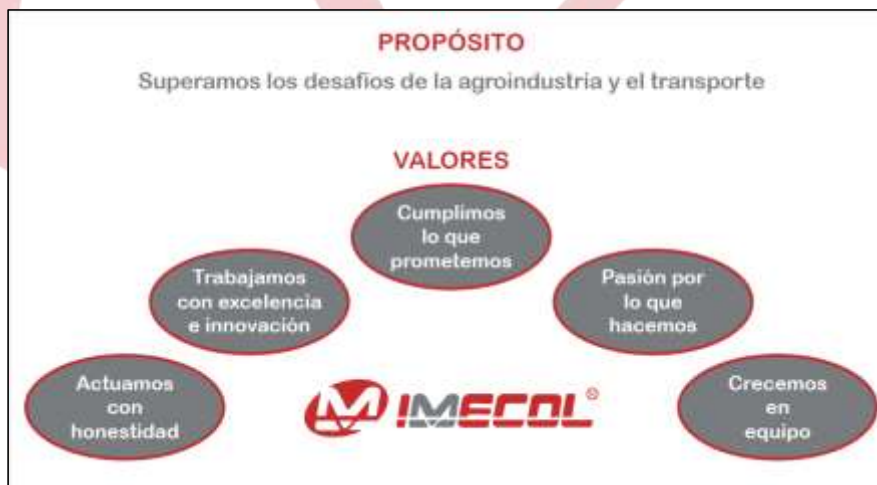 PROPÓSITO
Superamos los desafíos de la agroindustria y el transporte
VALORES
Cumplimos
lo que
prometemos
Trabajamos
con excelencia
e innovación
Pasión por
lo que
hacemos
Actuamos
con
honestidad
IMECOL®
Crecemos
en
equipo